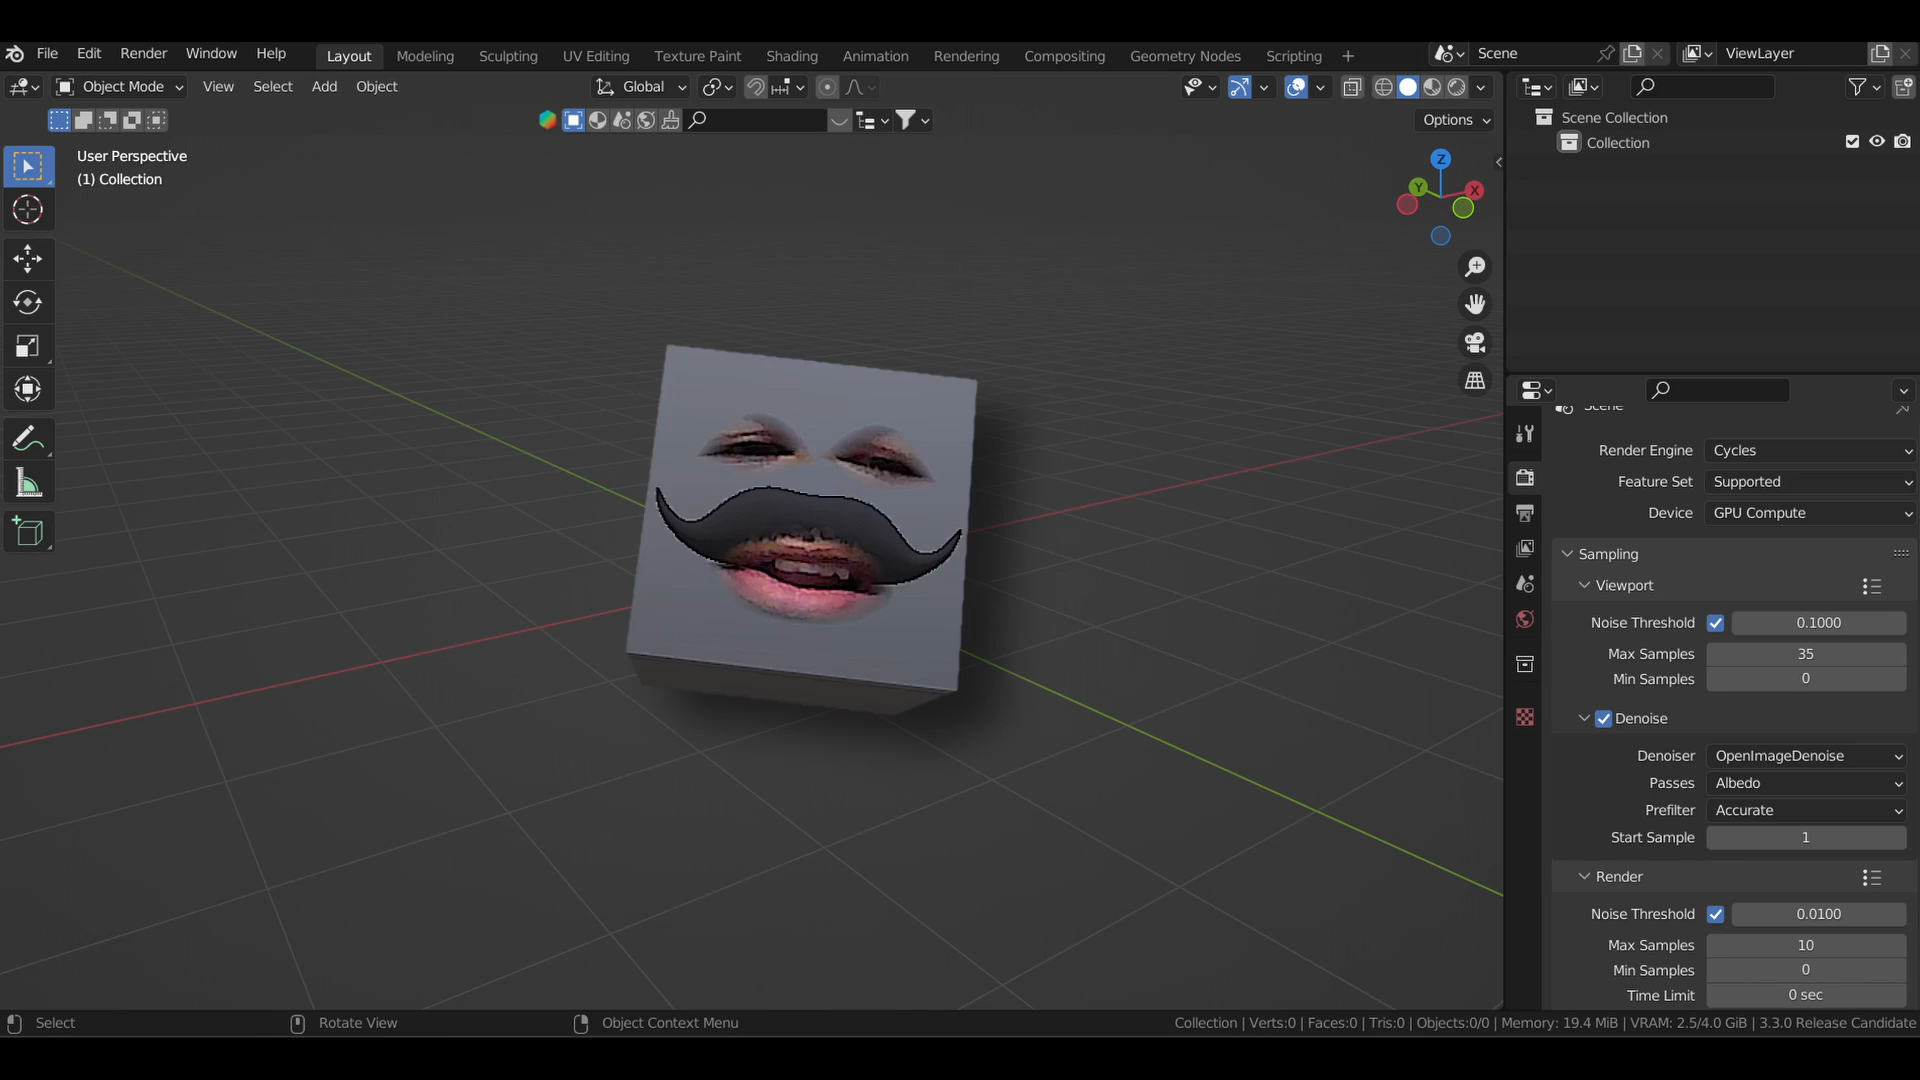 File Edit Render Window Help Layout Modeling Sculpting UV Editing Texture Paint Shading Animation Rendering Compositing Geometry Nodes Scripting + Scene ViewLayer
Object Mode View Select Add Object Global
Options
User Perspective
(1) Collection
Z
Y X
Scene Collection
Collection
Scene
Render Engine Cycles
Feature Set Supported
Device GPU Compute
Sampling
Viewport
Noise Threshold 0.1000
Max Samples 35
Min Samples 0
Denoise
Denoiser OpenImageDenoise
Passes Albedo
Prefilter Accurate
Start Sample 1
Render
Noise Threshold 0.0100
Max Samples 10
Min Samples 0
Time Limit 0 sec
Select Rotate View Object Context Menu Collection | Verts:0 | Faces:0 | Tris:0 | Objects:0/0 | Memory: 19.4 MiB | VRAM: 2.5/4.0 GiB | 3.3.0 Release Candidate